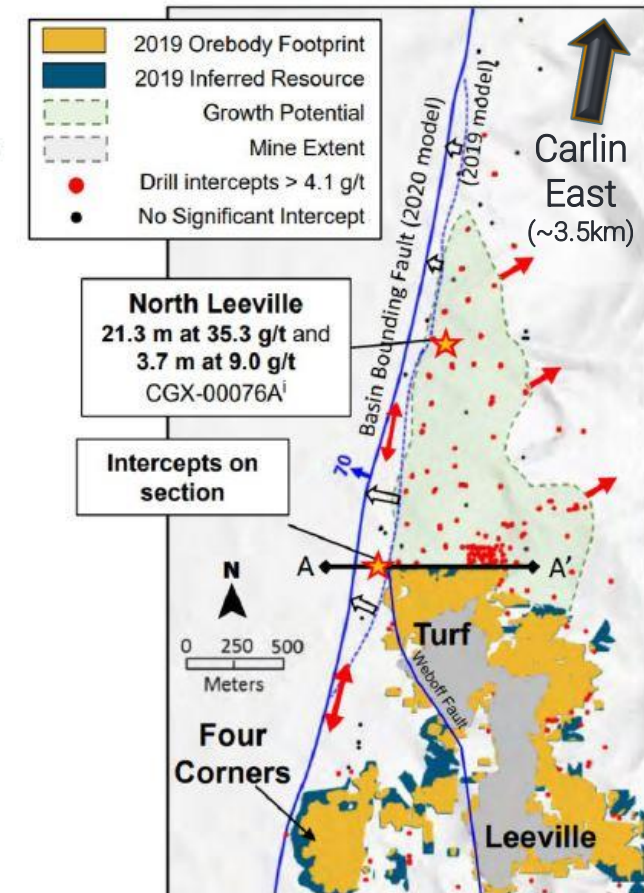 2019 Orebody Footprint
2019 Inferred Resource
Growth Potential
Mine Extent
Drill intercepts > 4.1 g/t
No Significant Intercept
Carlin
East
(~3.5km)
Basin Bounding Fault (2020 model)
(2019 model)
North Leeville
21.3 m at 35.3 g/t and
3.7 m at 9.0 g/t
CGX-00076Aⁱ
70
Intercepts on
section
A
A'
N
0 250 500
Meters
Turf
Weboff Fault
Four
Corners
Leeville